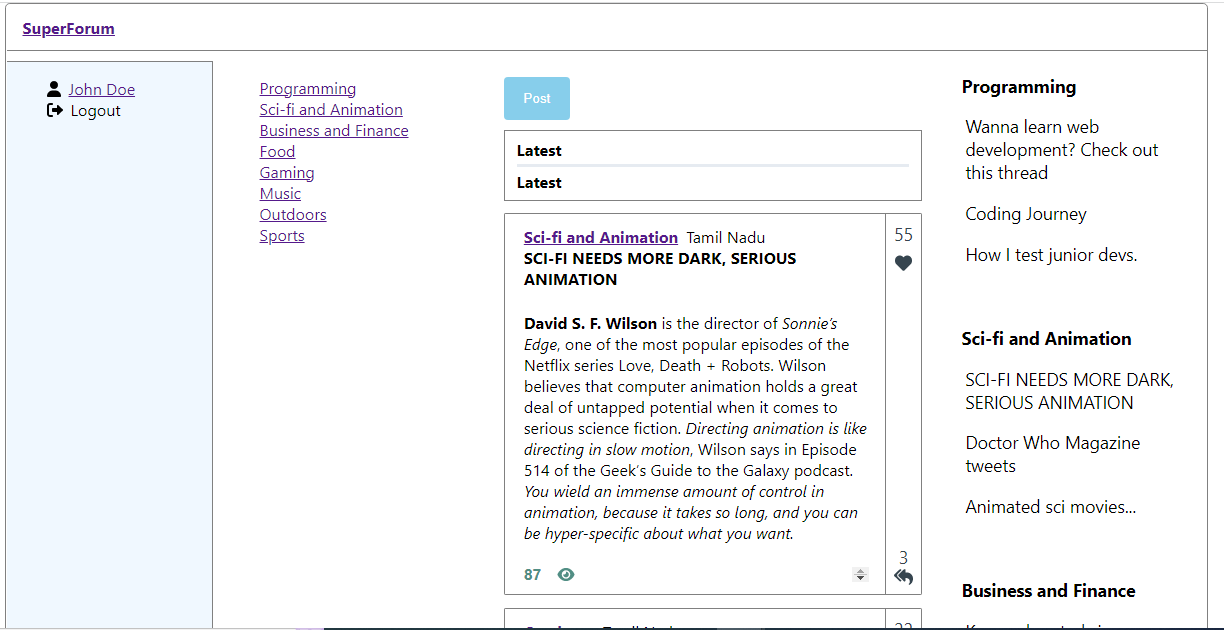 SuperForum
John Doe
Logout
Programming
Sci-fi and Animation
Business and Finance
Food
Gaming
Music
Outdoors
Sports
Post
Latest
Latest
Sci-fi and Animation Tamil Nadu
SCI-FI NEEDS MORE DARK, SERIOUS
ANIMATION
David S. F. Wilson is the director of Sonnie's
Edge, one of the most popular episodes of the
Netflix series Love, Death + Robots. Wilson
believes that computer animation holds a great
deal of untapped potential when it comes to
serious science fiction. Directing animation is like
directing in slow motion, Wilson says in Episode
514 of the Geek's Guide to the Galaxy podcast.
You wield an immense amount of control in
animation, because it takes so long, and you can
be hyper-specific about what you want.
87
55
3
Programming
Wanna learn web
development? Check out
this thread
Coding Journey
How I test junior devs.
Sci-fi and Animation
SCI-FI NEEDS MORE DARK,
SERIOUS ANIMATION
Doctor Who Magazine
tweets
Animated sci movies...
Business and Finance